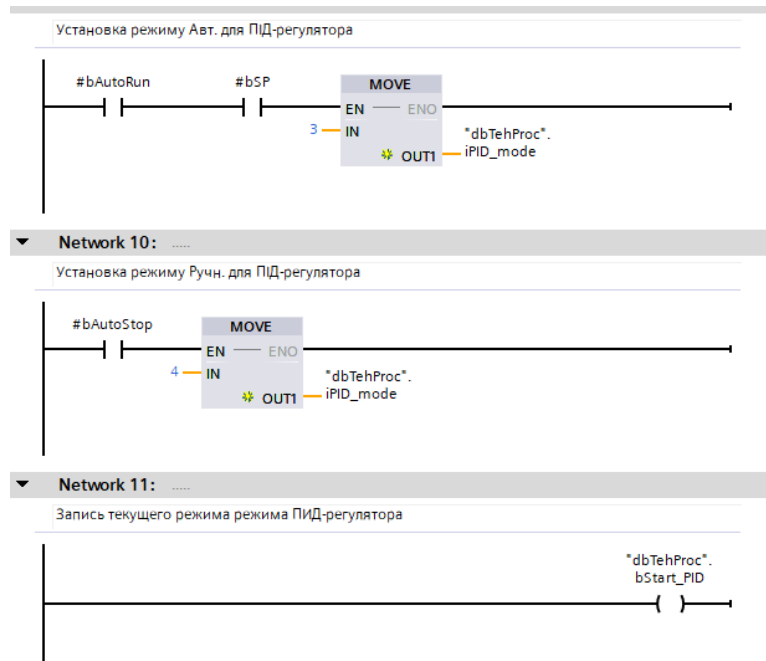 Установка режиму Авт. для ПІД-регулятора
#bAutoRun
#bSP
MOVE
EN
ENO
3
IN
OUT1
"dbTehProc".
iPID_mode
Network 10: .....
Установка режиму Ручн. для ПІД-регулятора
#bAutoStop
MOVE
EN
ENO
4
IN
OUT1
"dbTehProc".
iPID_mode
Network 11: .....
Запись текущего режима режима ПИД-регулятора
"dbTehProc".
bStart_PID